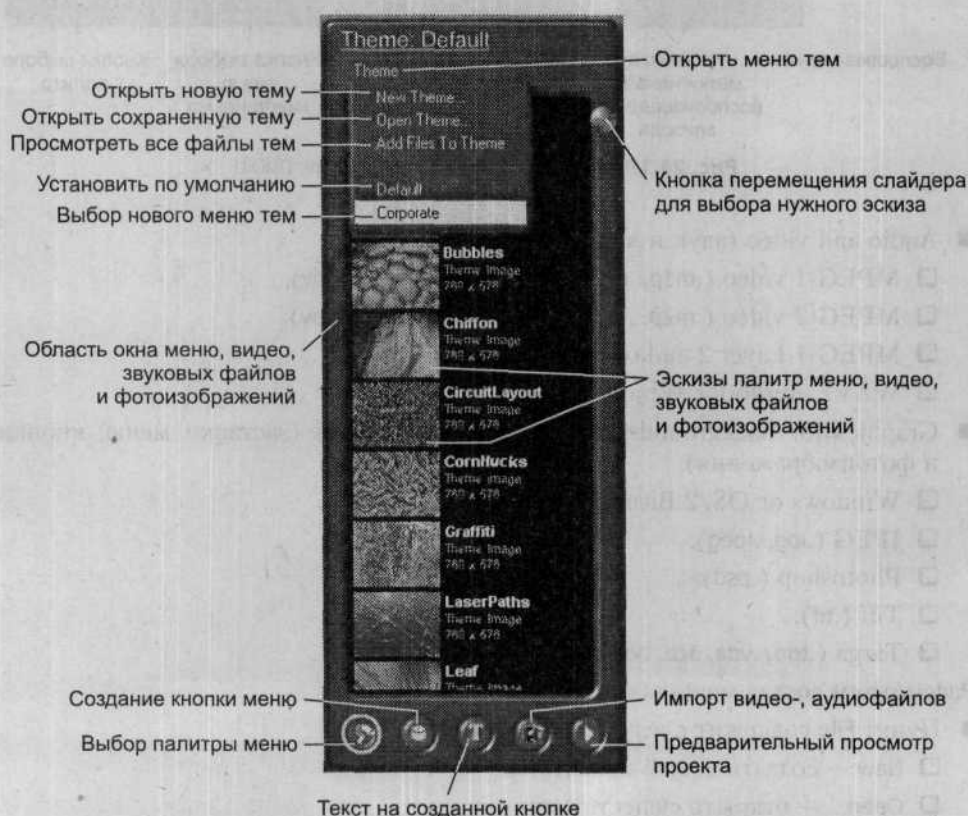 Theme: Default
Theme
New Theme...
Open Theme...
Add Files To Theme
Default
Corporate
Открыть меню тем
Открыть новую тему
Открыть сохраненную тему
Просмотреть все файлы тем
Установить по умолчанию
Выбор нового меню тем
Кнопка перемещения слайдера
для выбора нужного эскиза
Bubbles
Theme Image
Chiffon
Theme Image
CircuitLayout
Theme Image
CornHucks
Theme Image
Graffiti
Theme Image
LaserPaths
Theme Image
Leaf
Theme Image
Область окна меню, видео,
звуковых файлов
и фотоизображений
Эскизы палитр меню, видео,
звуковых файлов
и фотоизображений
Создание кнопки меню
Выбор палитры меню
T
Импорт видео-, аудиофайлов
Предварительный просмотр
проекта
Текст на созданной кнопке